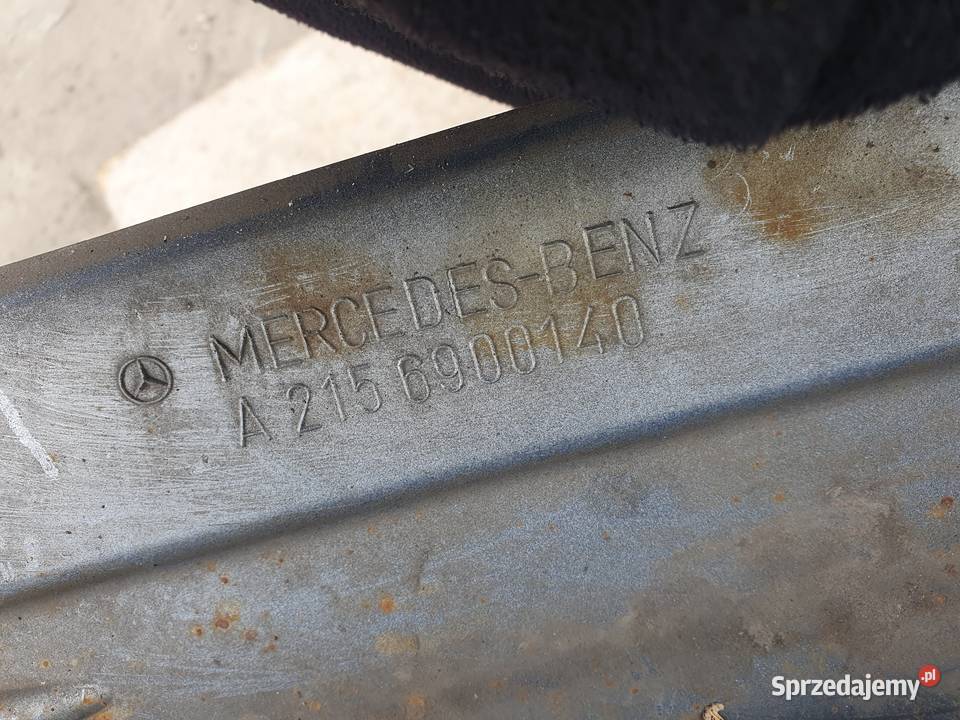 MERCEDES-BENZ
A 215 6900140
Sprzedajemy.pl